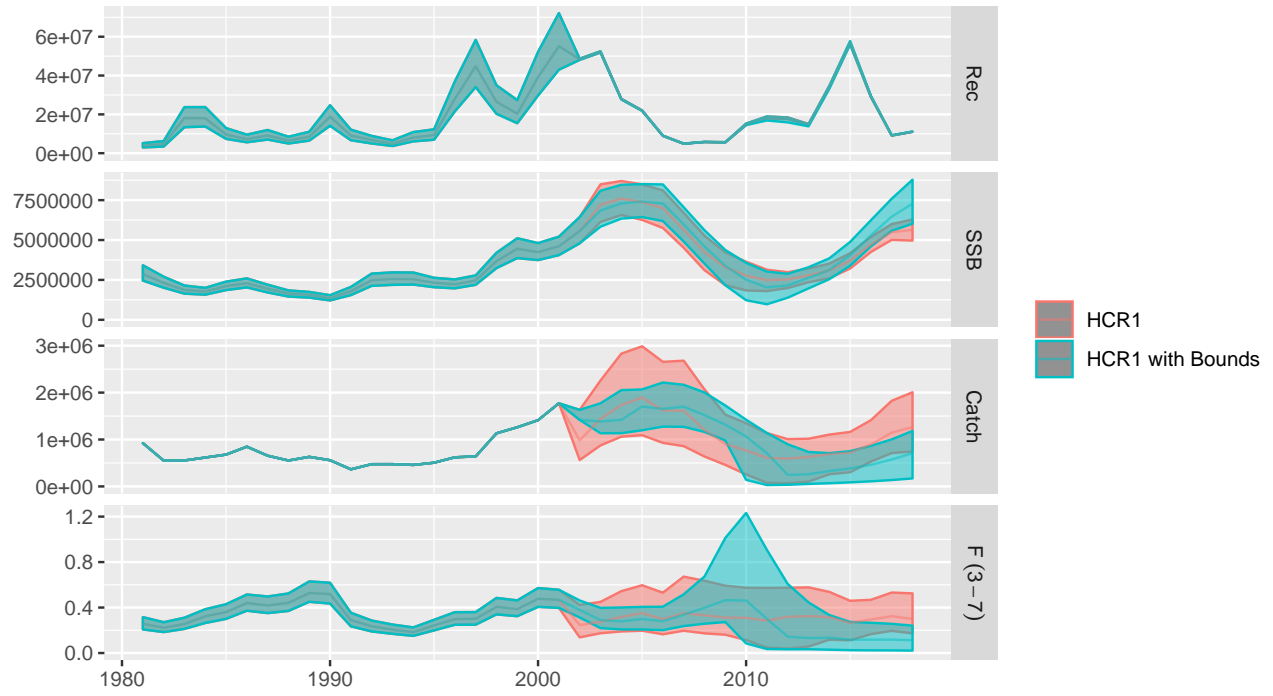 6e+07
4e+07
2e+07
0e+00
Rec
7500000
5000000
2500000
0
SSB
HCR1
HCR1 with Bounds
3e+06
2e+06
1e+06
0e+00
Catch
1.2
0.8
0.4
0.0
F (3−7)
1980 1990 2000 2010